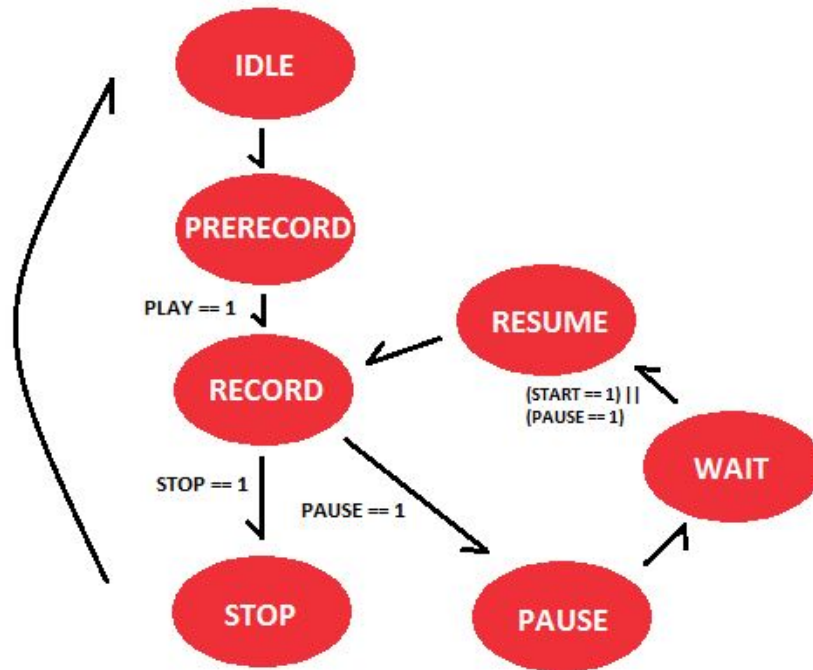 IDLE
PRERECORD
PLAY == 1
RESUME
RECORD
(START == 1) ||
(PAUSE == 1)
WAIT
STOP == 1
PAUSE == 1
STOP
PAUSE